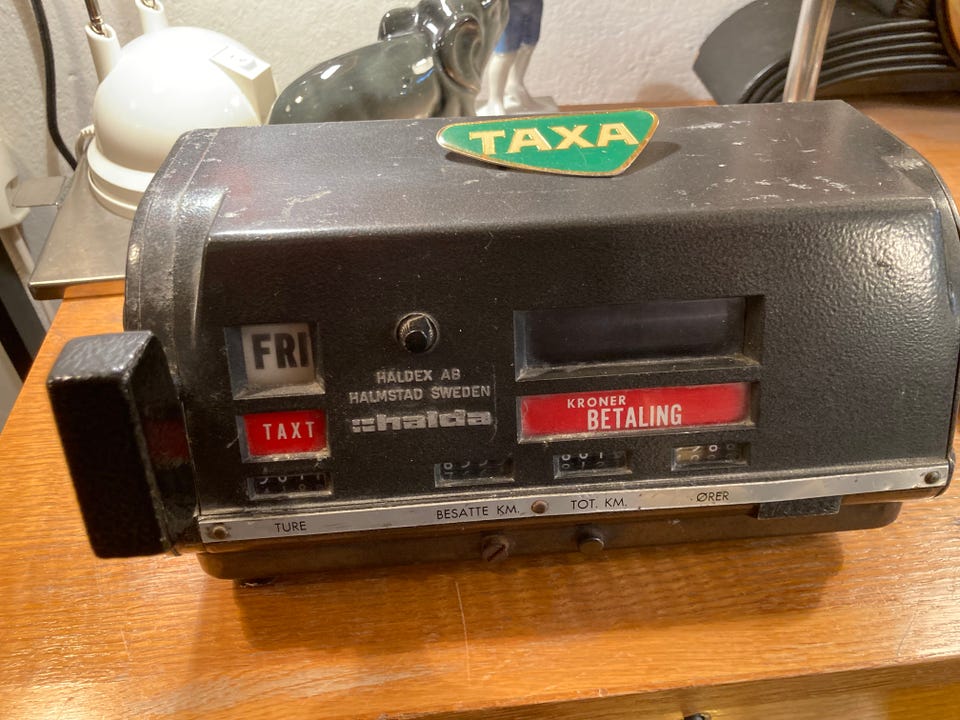 TAXA
FRI
HALDEX AB
HALMSTAD SWEDEN
halda
TAXT
KRONER
BETALING
TURE
BESATTE KM.
TOT. KM.
ØRER